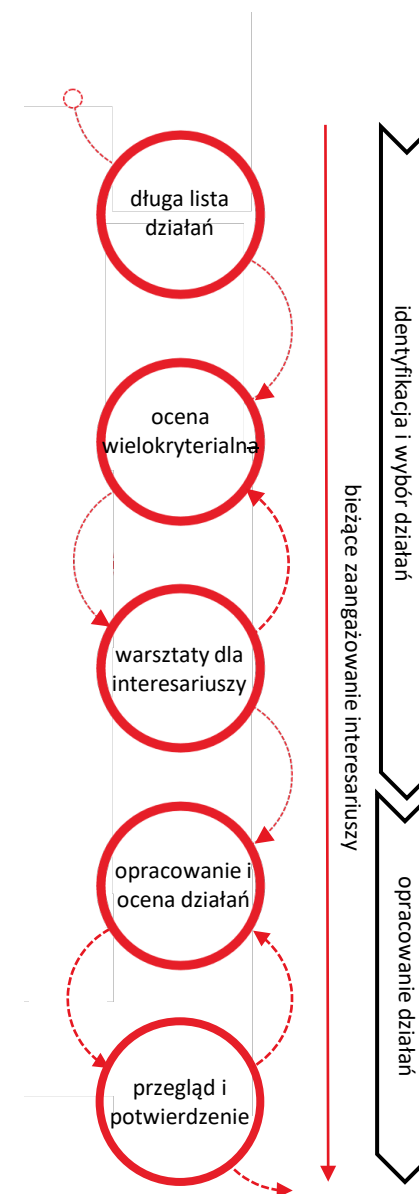 długa lista
działań
ocena
wielokryterialna
warsztaty dla
interesariuszy
opracowanie i
ocena działań
przegląd i
potwierdzenie
bieżące zaangażowanie interesariuszy
identyfikacja i wybór działań
opracowanie działań